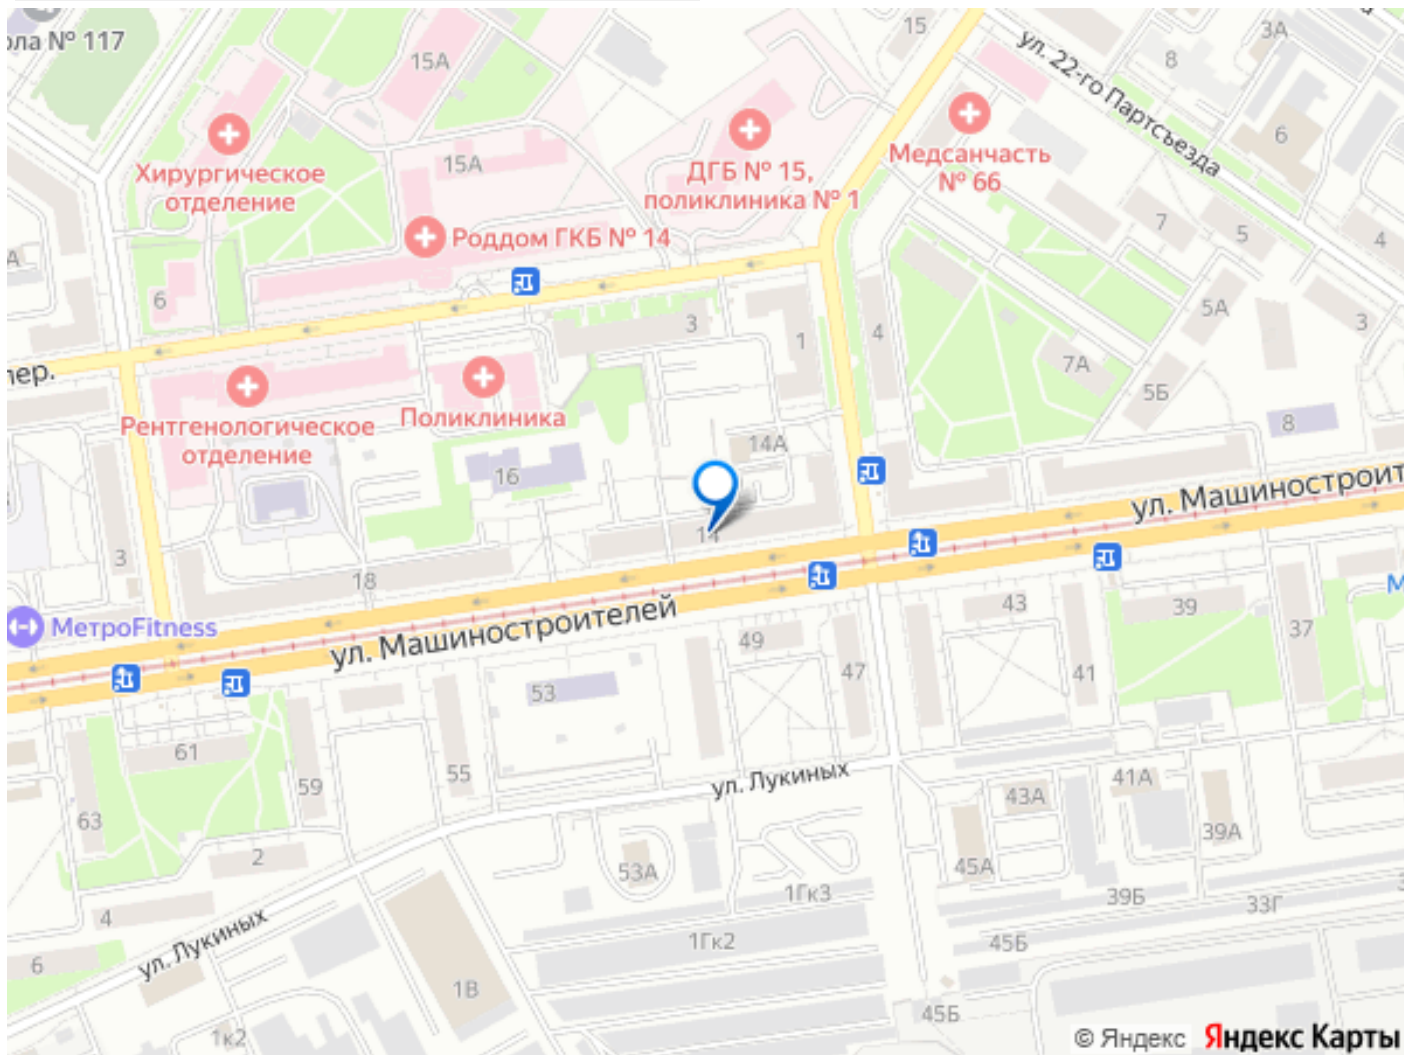 15
3А
ола № 117
ул. 22-го Партсъезда
8
15А
6
Хирургическое
отделение
15А
ДГБ № 15,
поликлиника № 1
Медсанчасть
№ 66
7
5
4
Роддом ГКБ № 14
А
6
5А
3
1
4
3
7А
пер.
5Б
Рентгенологическое
отделение
Поликлиника
8
14А
16
ул. Машиностроит
14
3
18
43
39
МетроFitness
ул. Машиностроителей
49
37
47
41
53
61
55
ул. Лукиных
59
43А
41А
63
39А
2
53А
45А
1Гк3
39Б
33Г
4
ул. Лукиных
1Гк2
45Б
6
1В
45Б
1к2
© Яндекс Яндекс Карты